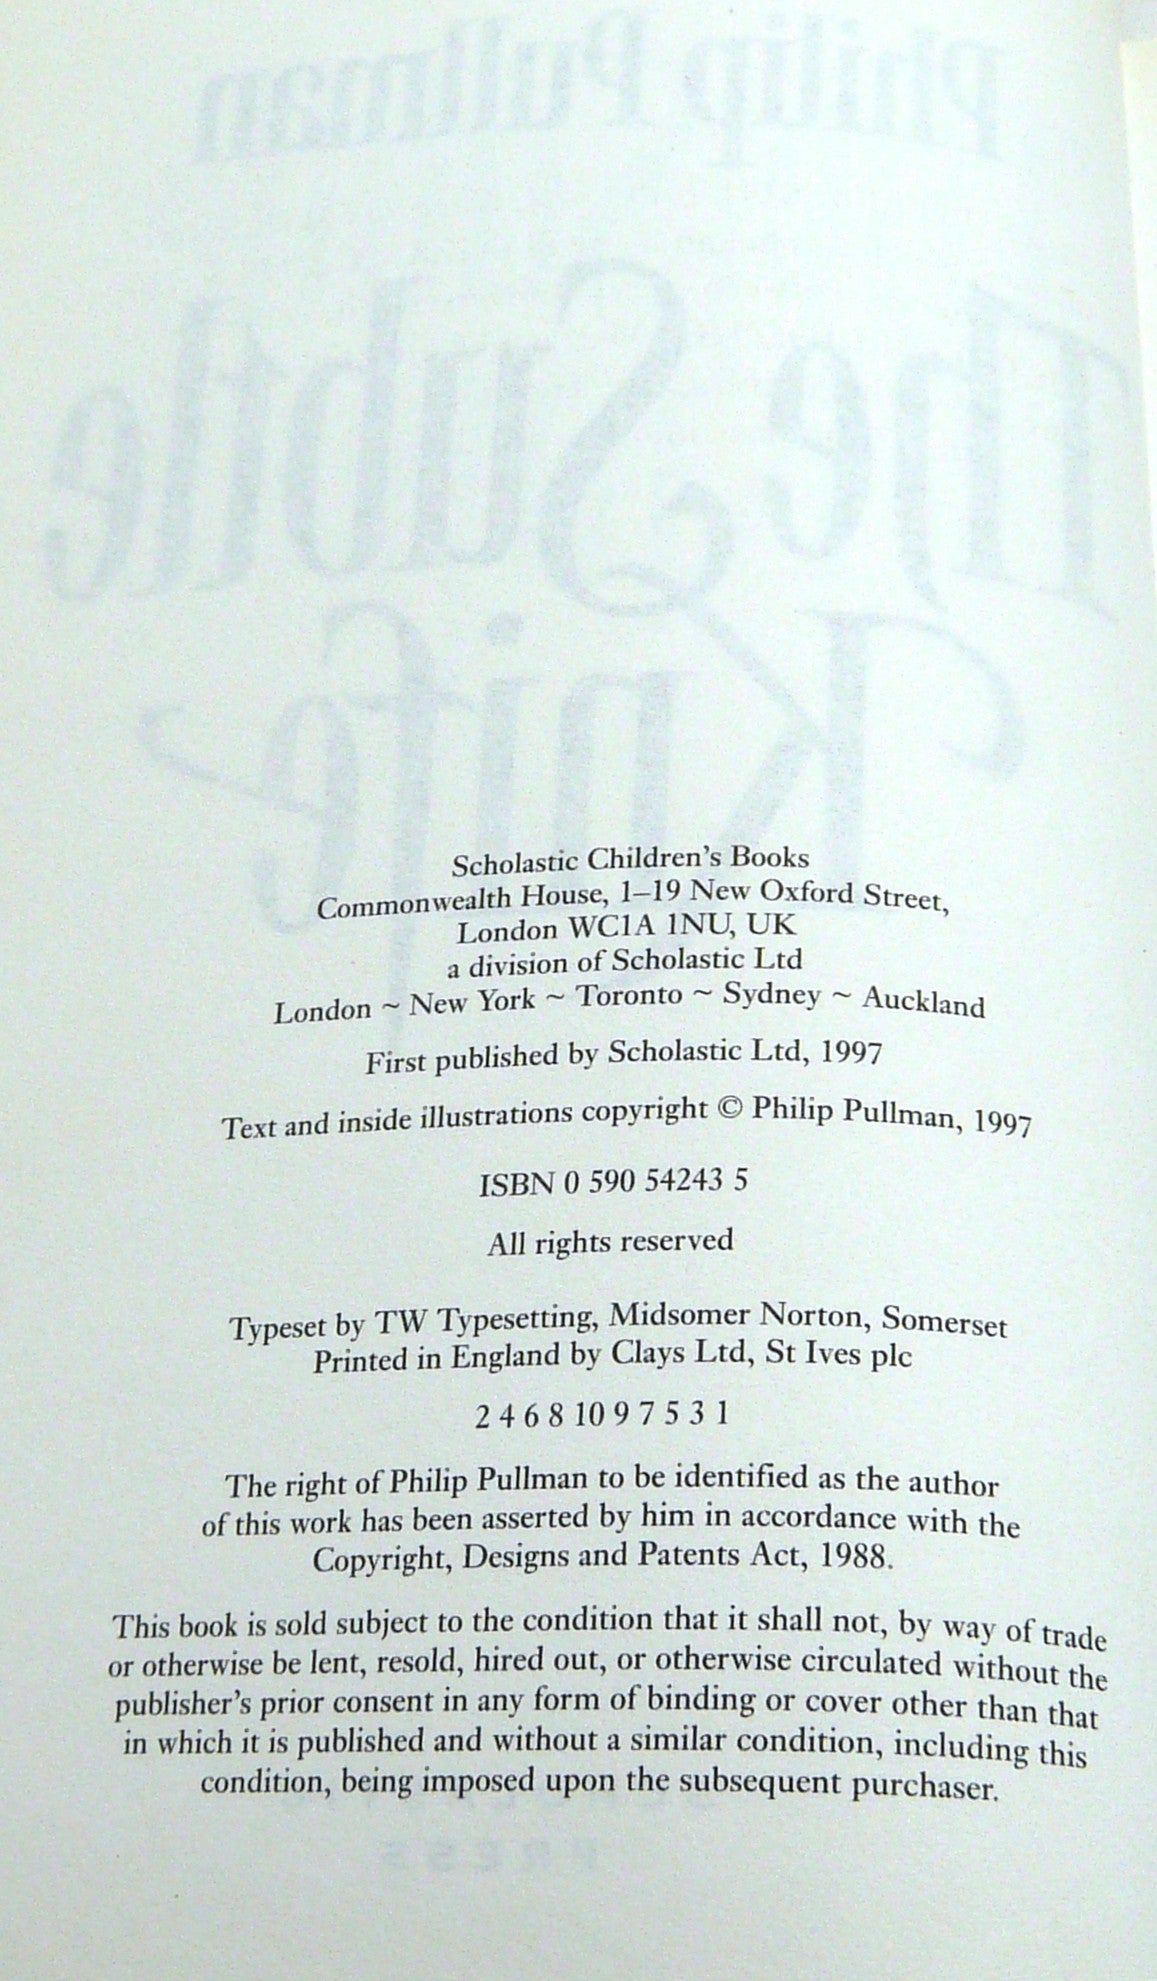 Philip Pullman
The Subtle
Knife
Scholastic Children's Books
Commonwealth House, 1–19 New Oxford Street,
London WC1A 1NU, UK
a division of Scholastic Ltd
London ~ New York ~ Toronto ~ Sydney ~ Auckland
First published by Scholastic Ltd, 1997
Text and inside illustrations copyright © Philip Pullman, 1997
ISBN 0 590 54243 5
All rights reserved
Typeset by TW Typesetting, Midsomer Norton, Somerset
Printed in England by Clays Ltd, St Ives plc
2 4 6 8 10 9 7 5 3 1
The right of Philip Pullman to be identified as the author
of this work has been asserted by him in accordance with the
Copyright, Designs and Patents Act, 1988.
This book is sold subject to the condition that it shall not, by way of trade
or otherwise be lent, resold, hired out, or otherwise circulated without the
publisher's prior consent in any form of binding or cover other than that
in which it is published and without a similar condition, including this
condition, being imposed upon the subsequent purchaser.
PRESS